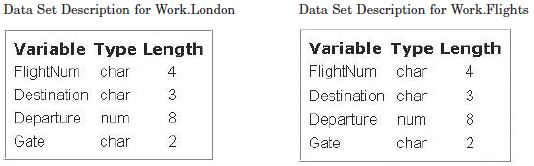 Data Set Description for Work.London
Variable Type Length
FlightNum char 4
Destination char 3
Departure num 8
Gate char 2
Data Set Description for Work.Flights
Variable Type Length
FlightNum char 4
Destination char 3
Departure num 8
Gate char 2